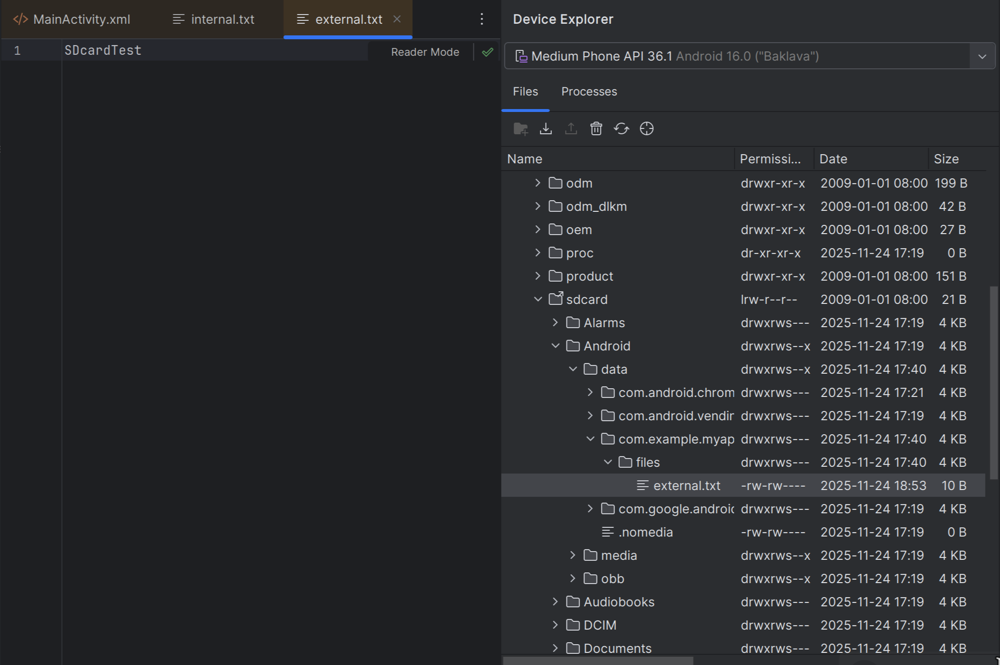 MainActivity.xml internal.txt external.txt
1 SDcardTest
Reader Mode
Device Explorer
Medium Phone API 36.1 Android 16.0 ("Baklava")
Files Processes
Name Permissi... Date Size
odm drwxr-xr-x 2009-01-01 08:00 199 B
odm_dlkm drwxr-xr-x 2009-01-01 08:00 42 B
oem drwxr-xr-x 2009-01-01 08:00 27 B
proc dr-xr-xr-x 2025-11-24 17:19 0 B
product drwxr-xr-x 2009-01-01 08:00 151 B
sdcard lrw-r--r-- 2009-01-01 08:00 21 B
Alarms drwxrws--- 2025-11-24 17:19 4 KB
Android drwxrws--x 2025-11-24 17:19 4 KB
data drwxrws--x 2025-11-24 17:40 4 KB
com.android.chrom drwxrws--- 2025-11-24 17:21 4 KB
com.android.vendin drwxrws--- 2025-11-24 17:19 4 KB
com.example.myap drwxrws--- 2025-11-24 17:40 4 KB
files drwxrws--- 2025-11-24 17:40 4 KB
external.txt -rw-rw---- 2025-11-24 18:53 10 B
com.google.android drwxrws--- 2025-11-24 17:19 4 KB
.nomedia -rw-rw---- 2025-11-24 17:19 0 B
media drwxrws--x 2025-11-24 17:19 4 KB
obb drwxrws--x 2025-11-24 17:19 4 KB
Audiobooks drwxrws--- 2025-11-24 17:19 4 KB
DCIM drwxrws--- 2025-11-24 17:19 4 KB
Documents drwxrws--- 2025-11-24 17:19 4 KB